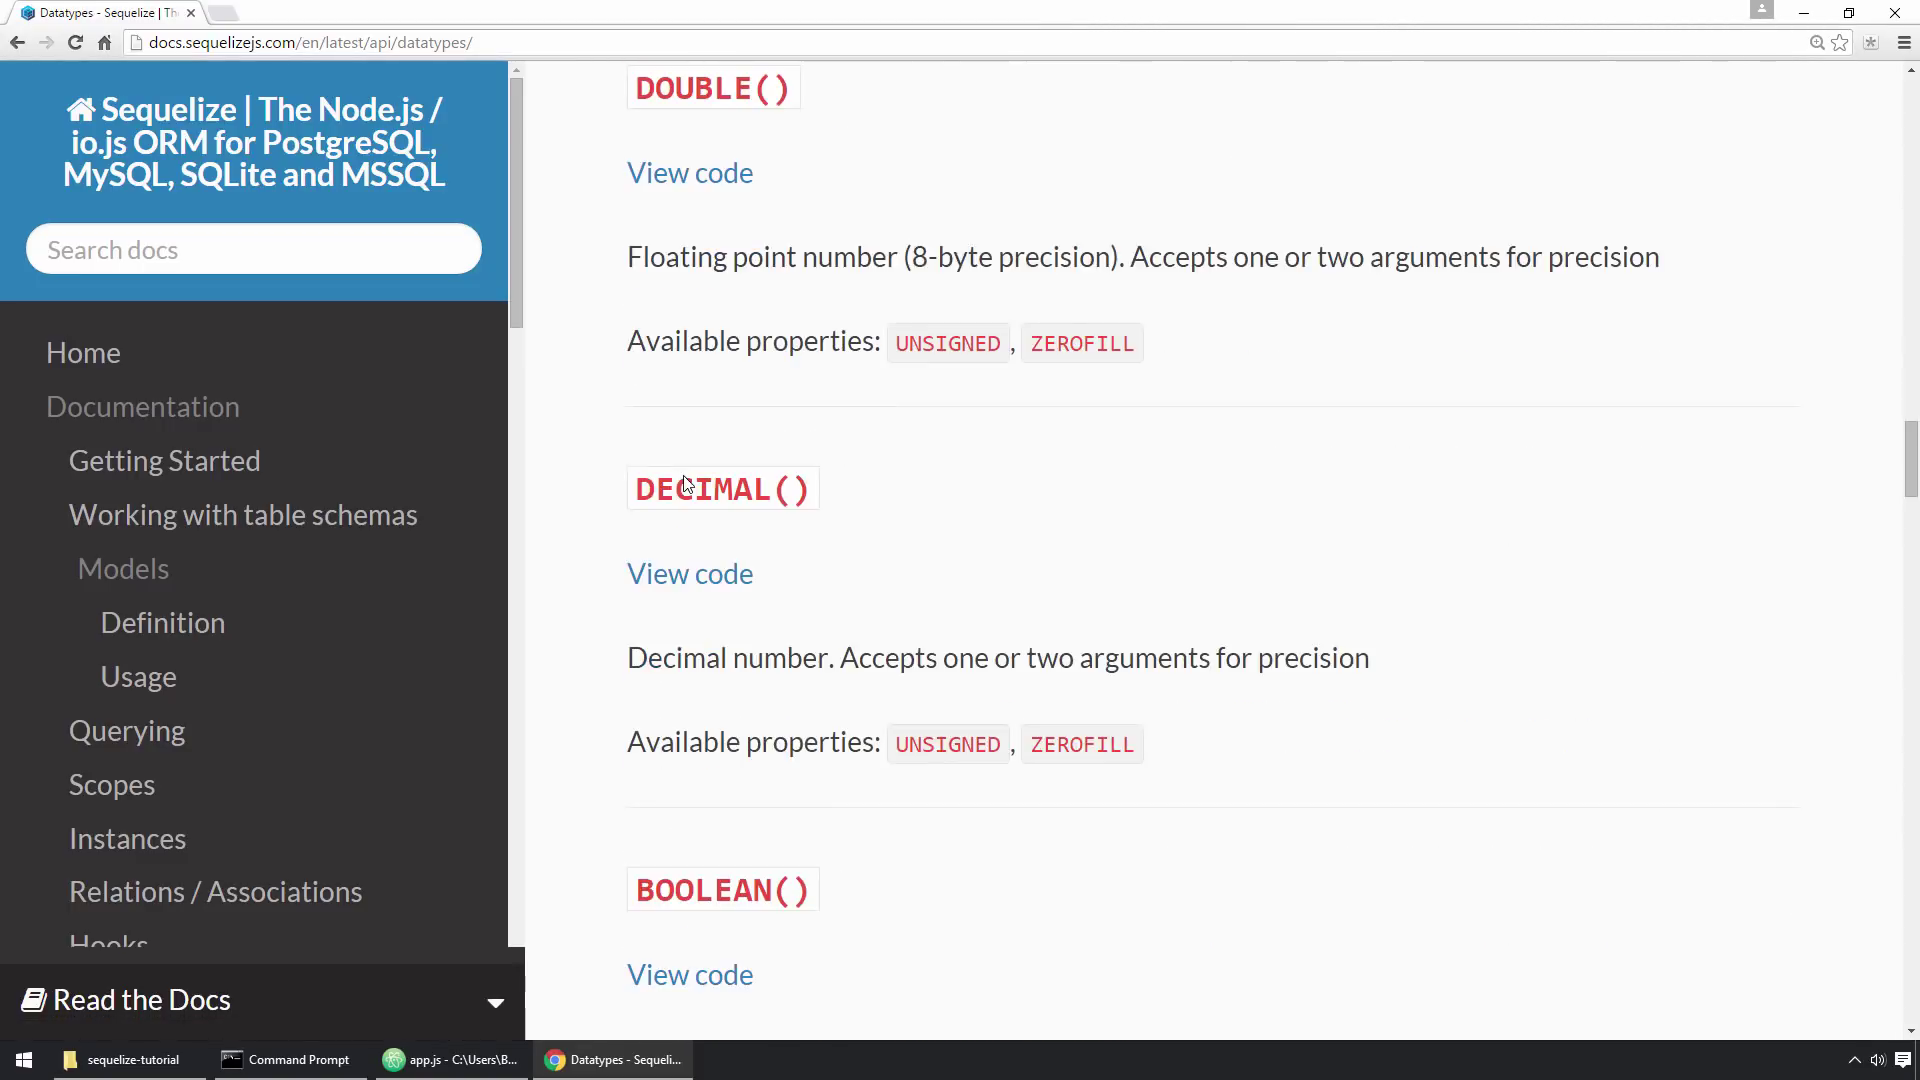 Datatypes - Sequelize | Th
docs.sequelizejs.com/en/latest/api/datatypes/
Sequelize | The Node.js /
io.js ORM for PostgreSQL,
MySQL, SQLite and MSSQL
Search docs
Home
Documentation
Getting Started
Working with table schemas
Models
Definition
Usage
Querying
Scopes
Instances
Relations / Associations
Hooks
Read the Docs
DOUBLE()
View code
Floating point number (8-byte precision). Accepts one or two arguments for precision
Available properties: UNSIGNED, ZEROFILL
DECIMAL()
View code
Decimal number. Accepts one or two arguments for precision
Available properties: UNSIGNED, ZEROFILL
BOOLEAN()
View code
sequelize-tutorial
Command Prompt
app.js - C:\Users\B...
Datatypes - Sequeli...